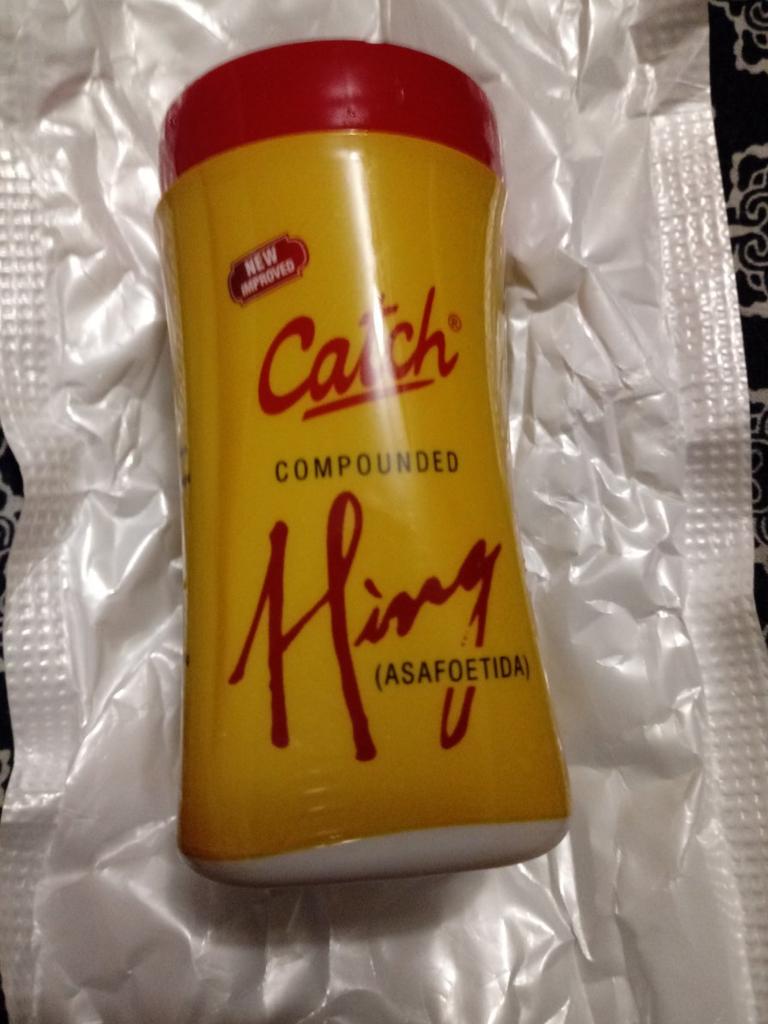 NEW
IMPROVED
Catch®
COMPOUNDED
Hing
(ASAFOETIDA)